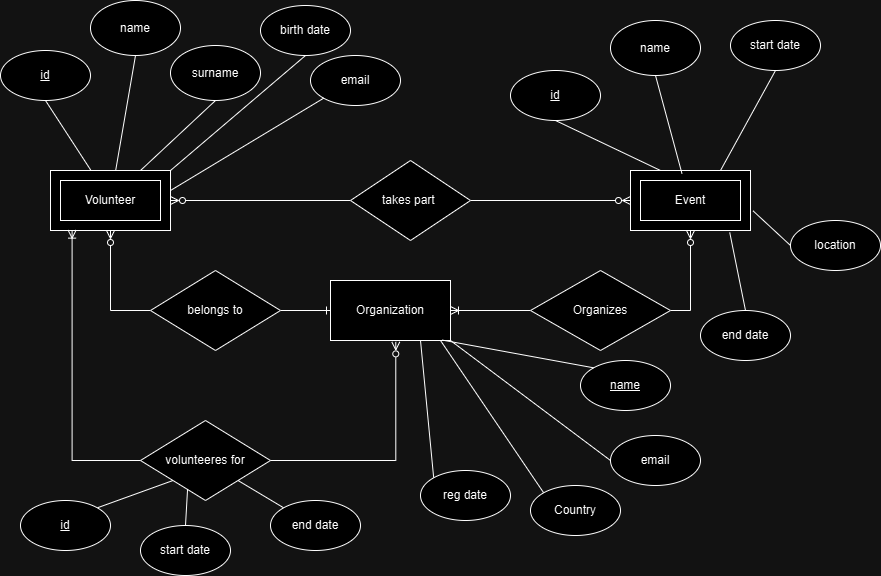 name
birth date
id
surname
email
name
start date
id
Volunteer
takes part
Event
location
belongs to
Organization
Organizes
end date
name
volunteeres for
email
reg date
Country
id
start date
end date